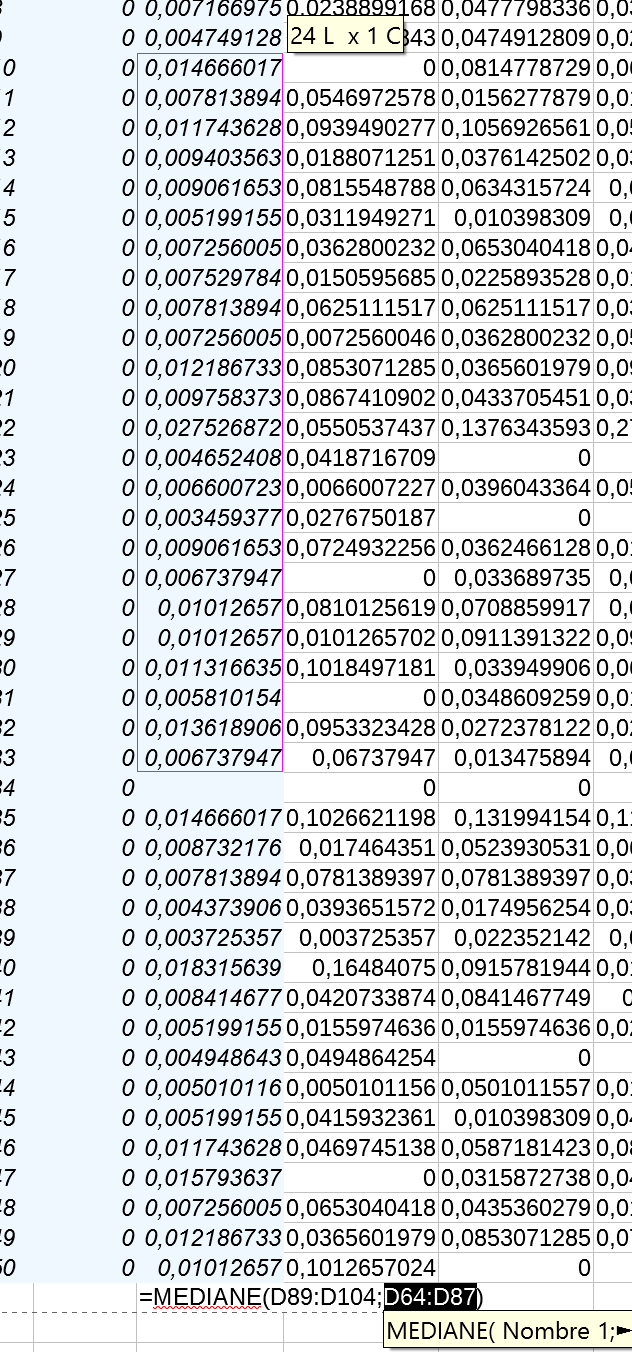 0 0,007166975 0,0238899168 0,0477798336
0 0,004749128 24 L x 1 C 0,0474912809
0 0,014666017 0 0,0814778729
0 0,007813894 0,0546972578 0,0156277879
0 0,011743628 0,0939490277 0,1056926561
0 0,009403563 0,0188071251 0,0376142502
0 0,009061653 0,0815548788 0,0634315724
0 0,005199155 0,0311949271 0,010398309
0 0,007256005 0,0362800232 0,0653040418
0 0,007529784 0,0150595685 0,0225893528
0 0,007813894 0,0625111517 0,0625111517
0 0,007256005 0,0072560046 0,0362800232
0 0,012186733 0,0853071285 0,0365601979
0 0,009758373 0,0867410902 0,0433705451
0 0,027526872 0,0550537437 0,1376343593
0 0,004652408 0,0418716709 0
0 0,006600723 0,0066007227 0,0396043364
0 0,003459377 0,0276750187 0
0 0,009061653 0,0724932256 0,0362466128
0 0,006737947 0 0,033689735
0 0,01012657 0,0810125619 0,0708859917
0 0,01012657 0,0101265702 0,0911391322
0 0,011316635 0,1018497181 0,033949906
0 0,005810154 0 0,0348609259
0 0,013618906 0,0953323428 0,0272378122
0 0,006737947 0,06737947 0,013475894
0 0 0
0 0,014666017 0,1026621198 0,131994154
0 0,008732176 0,017464351 0,0523930531
0 0,007813894 0,0781389397 0,0781389397
0 0,004373906 0,0393651572 0,0174956254
0 0,003725357 0,003725357 0,022352142
0 0,018315639 0,16484075 0,0915781944
0 0,008414677 0,0420733874 0,0841467749
0 0,005199155 0,0155974636 0,0155974636
0 0,004948643 0,0494864254 0
0 0,005010116 0,0050101156 0,0501011557
0 0,005199155 0,0415932361 0,010398309
0 0,011743628 0,0469745138 0,0587181423
0 0,015793637 0 0,0315872738
0 0,007256005 0,0653040418 0,0435360279
0 0,012186733 0,0365601979 0,0853071285
0 0,01012657 0,1012657024 0
=MEDIANE(D89:D104;D64:D87)
MEDIANE( Nombre 1;